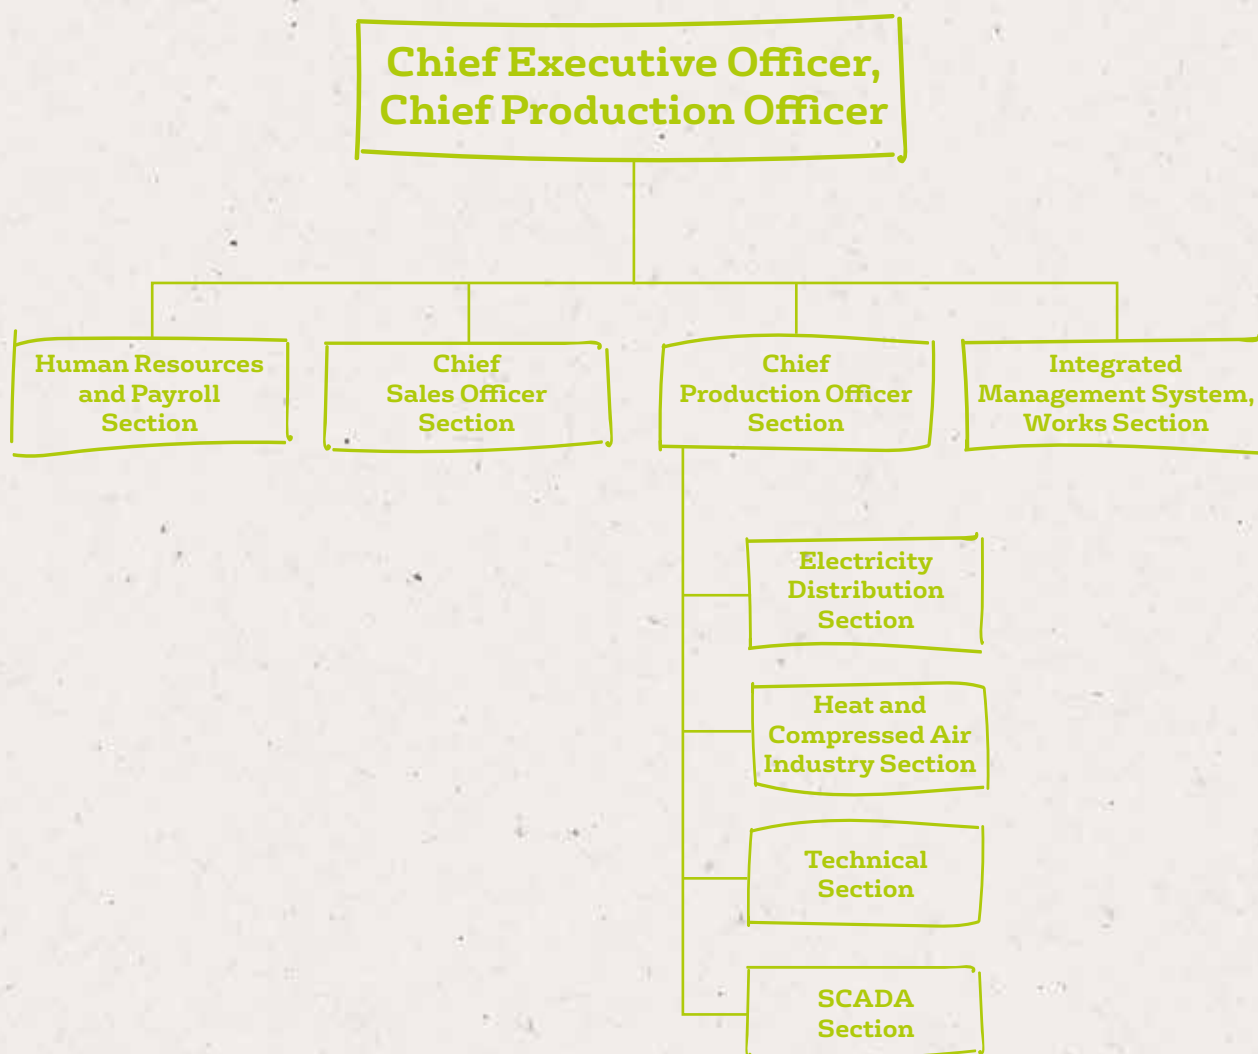 Chief Executive Officer,
Chief Production Officer
Human Resources
and Payroll
Section
Chief
Sales Officer
Section
Chief
Production Officer
Section
Integrated
Management System,
Works Section
Electricity
Distribution
Section
Heat and
Compressed Air
Industry Section
Technical
Section
SCADA
Section